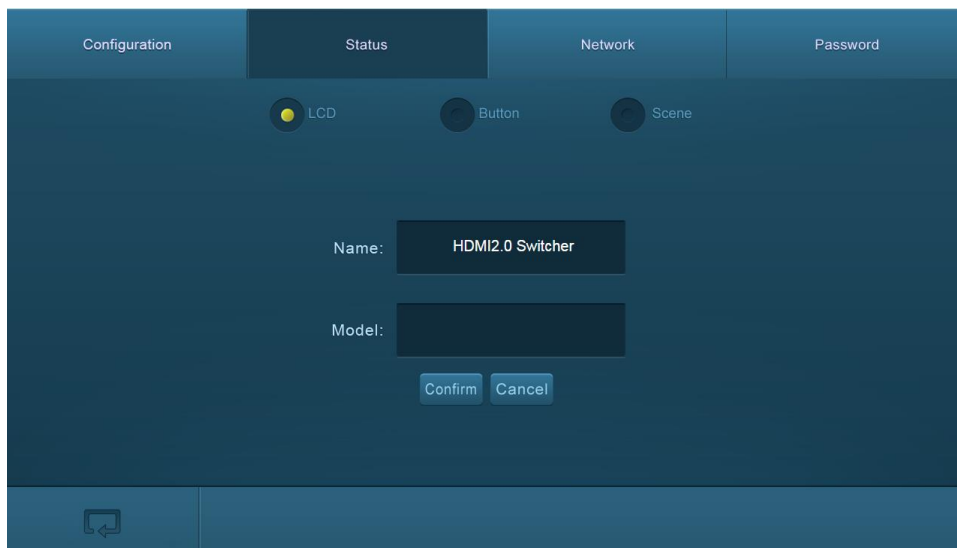 Configuration Status Network Password
LCD Button Scene
Name: HDMI2.0 Switcher
Model:
Confirm Cancel